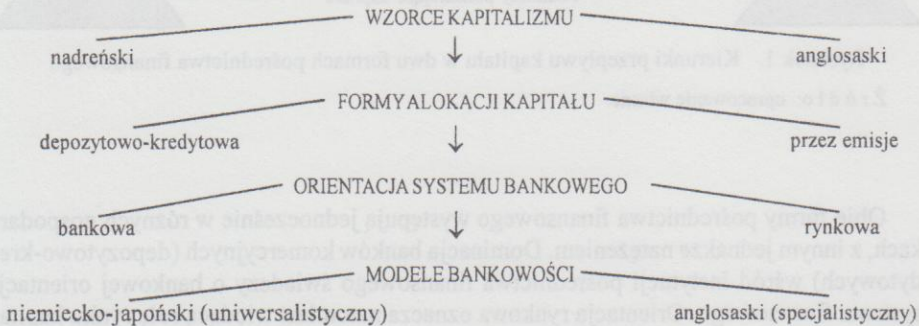 WZORCE KAPITALIZMU
nadreński anglosaski
FORMY ALOKACJI KAPITAŁU
depozytowo-kredytowa przez emisje
ORIENTACJA SYSTEMU BANKOWEGO
bankowa rynkowa
MODELE BANKOWOŚCI
niemiecko-japoński (uniwersalistyczny) anglosaski (specjalistyczny)